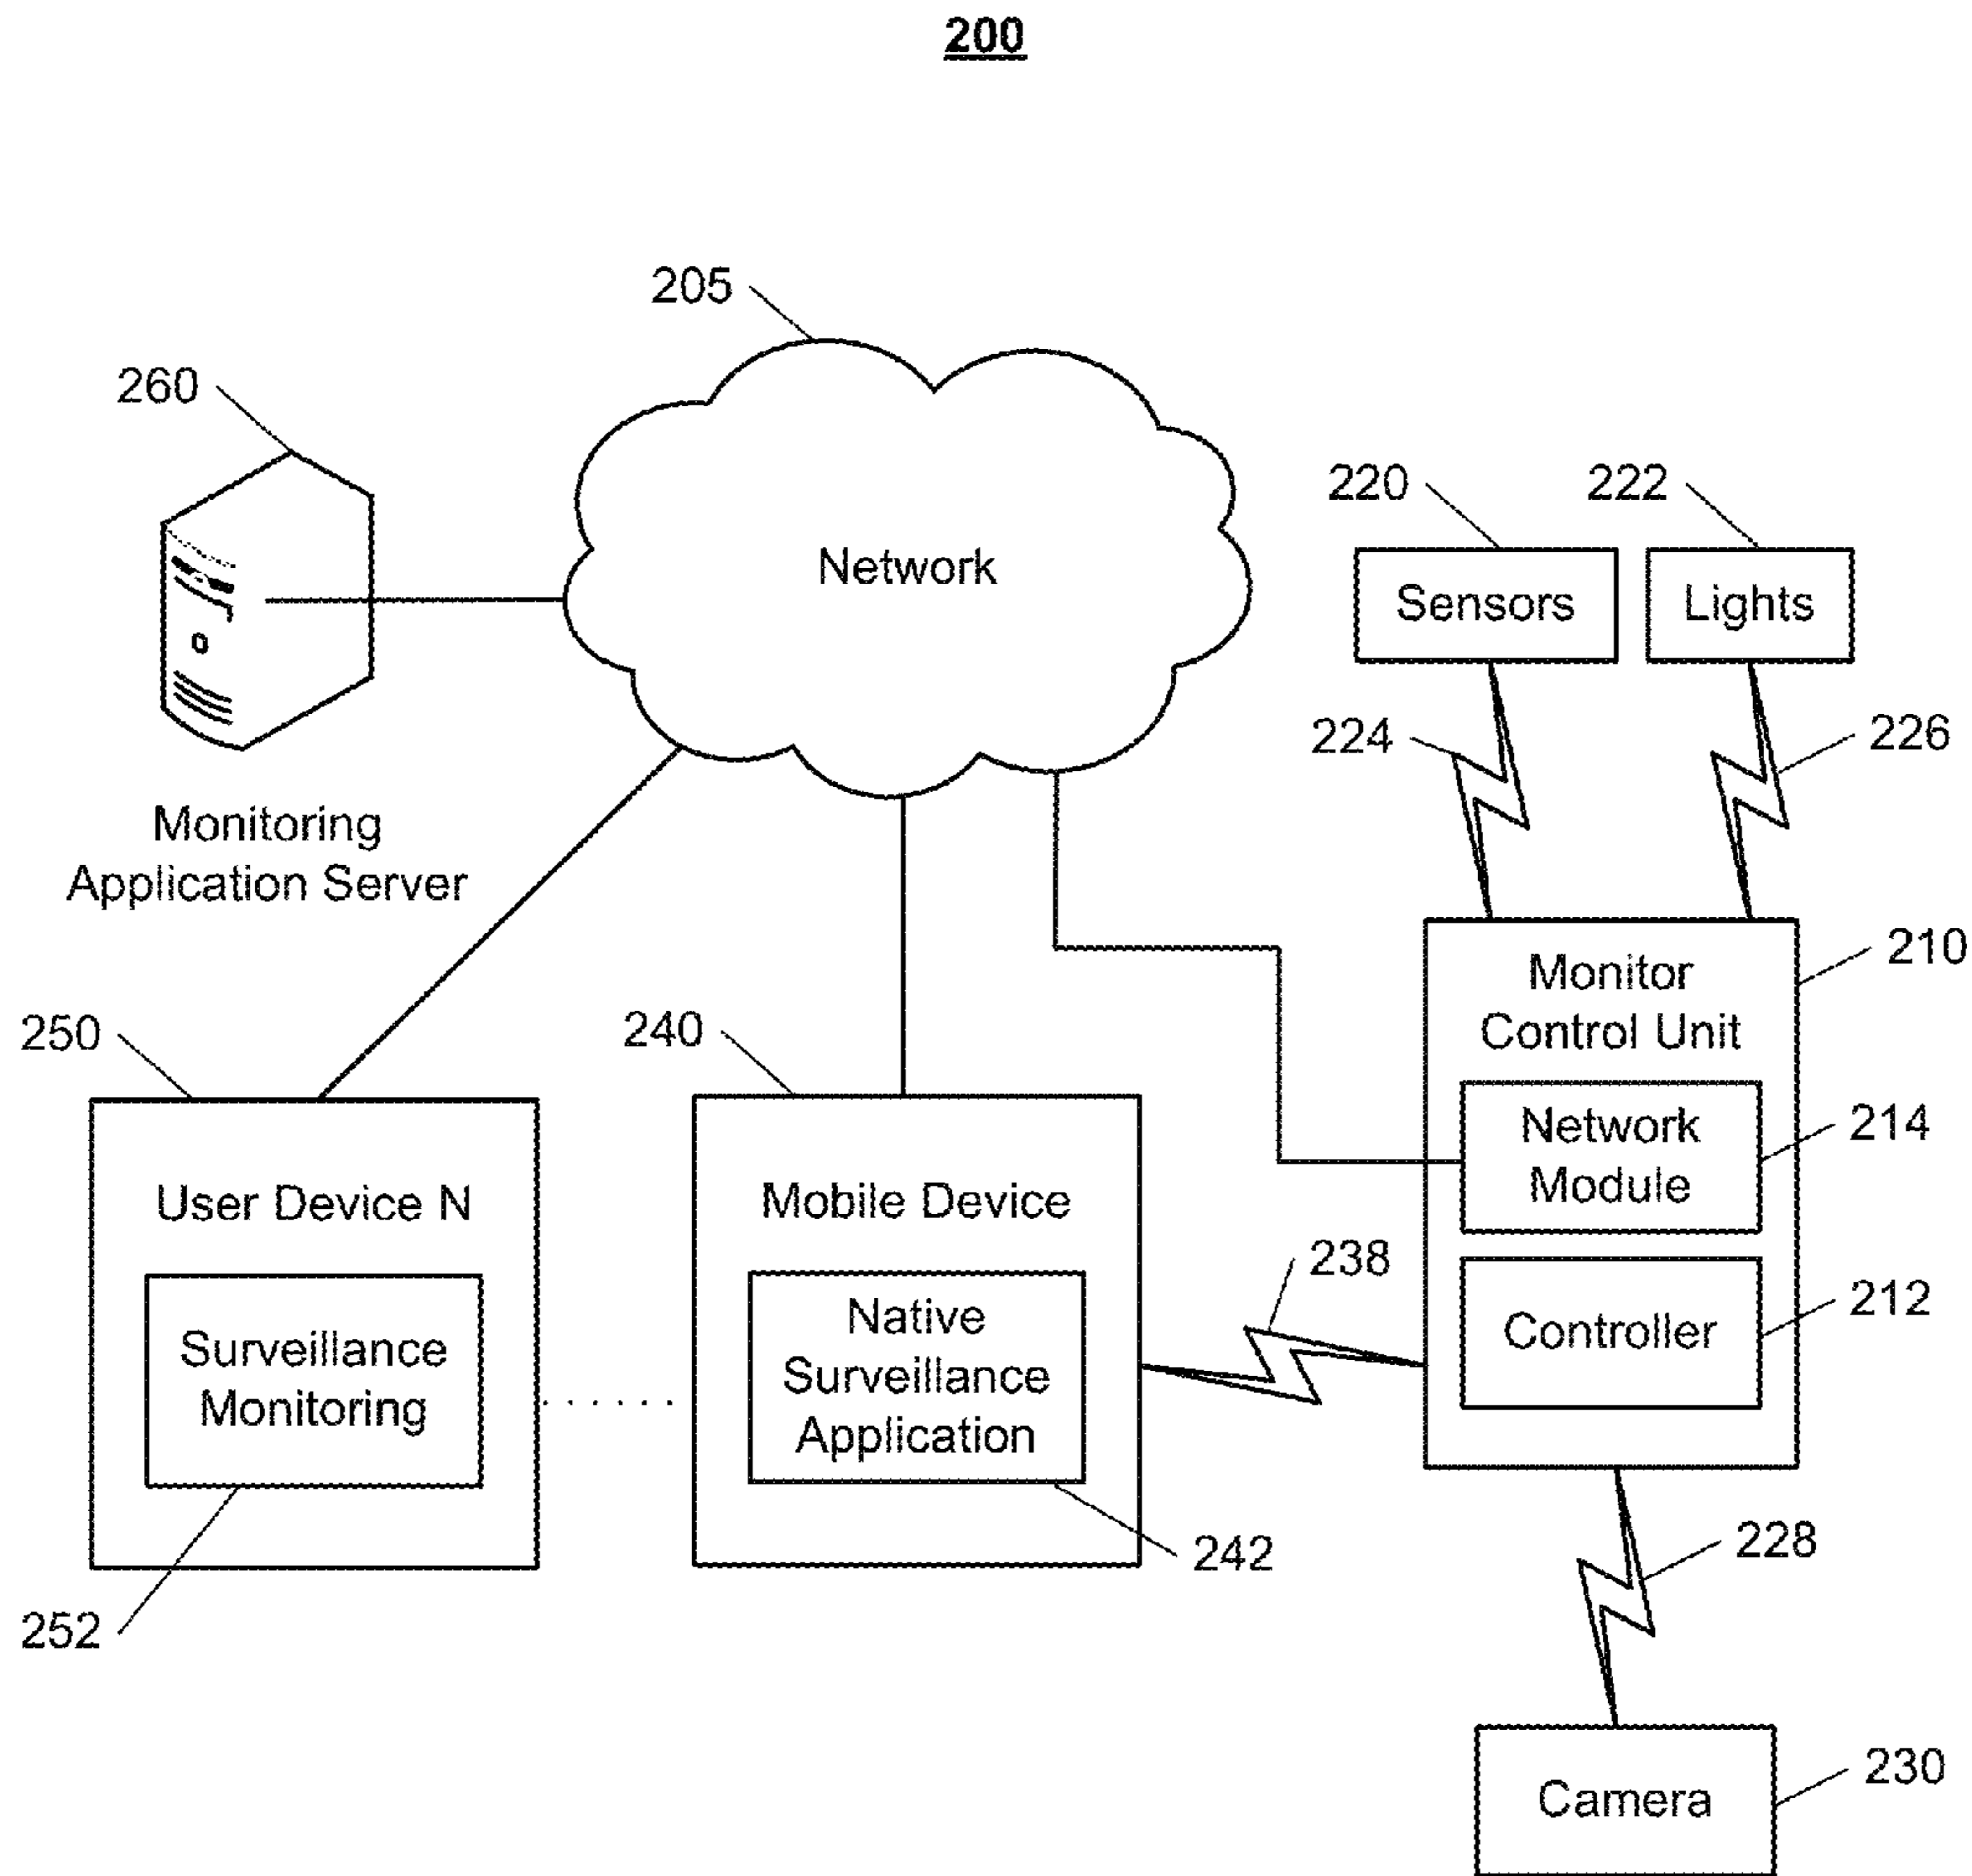 200
205
260
Network
220
222
Sensors
Lights
224
226
Monitoring
Application Server
210
Monitor
Control Unit
250
240
214
Network
Module
User Device N
Mobile Device
238
212
Controller
Surveillance
Monitoring
Native
Surveillance
Application
242
228
252
230
Camera